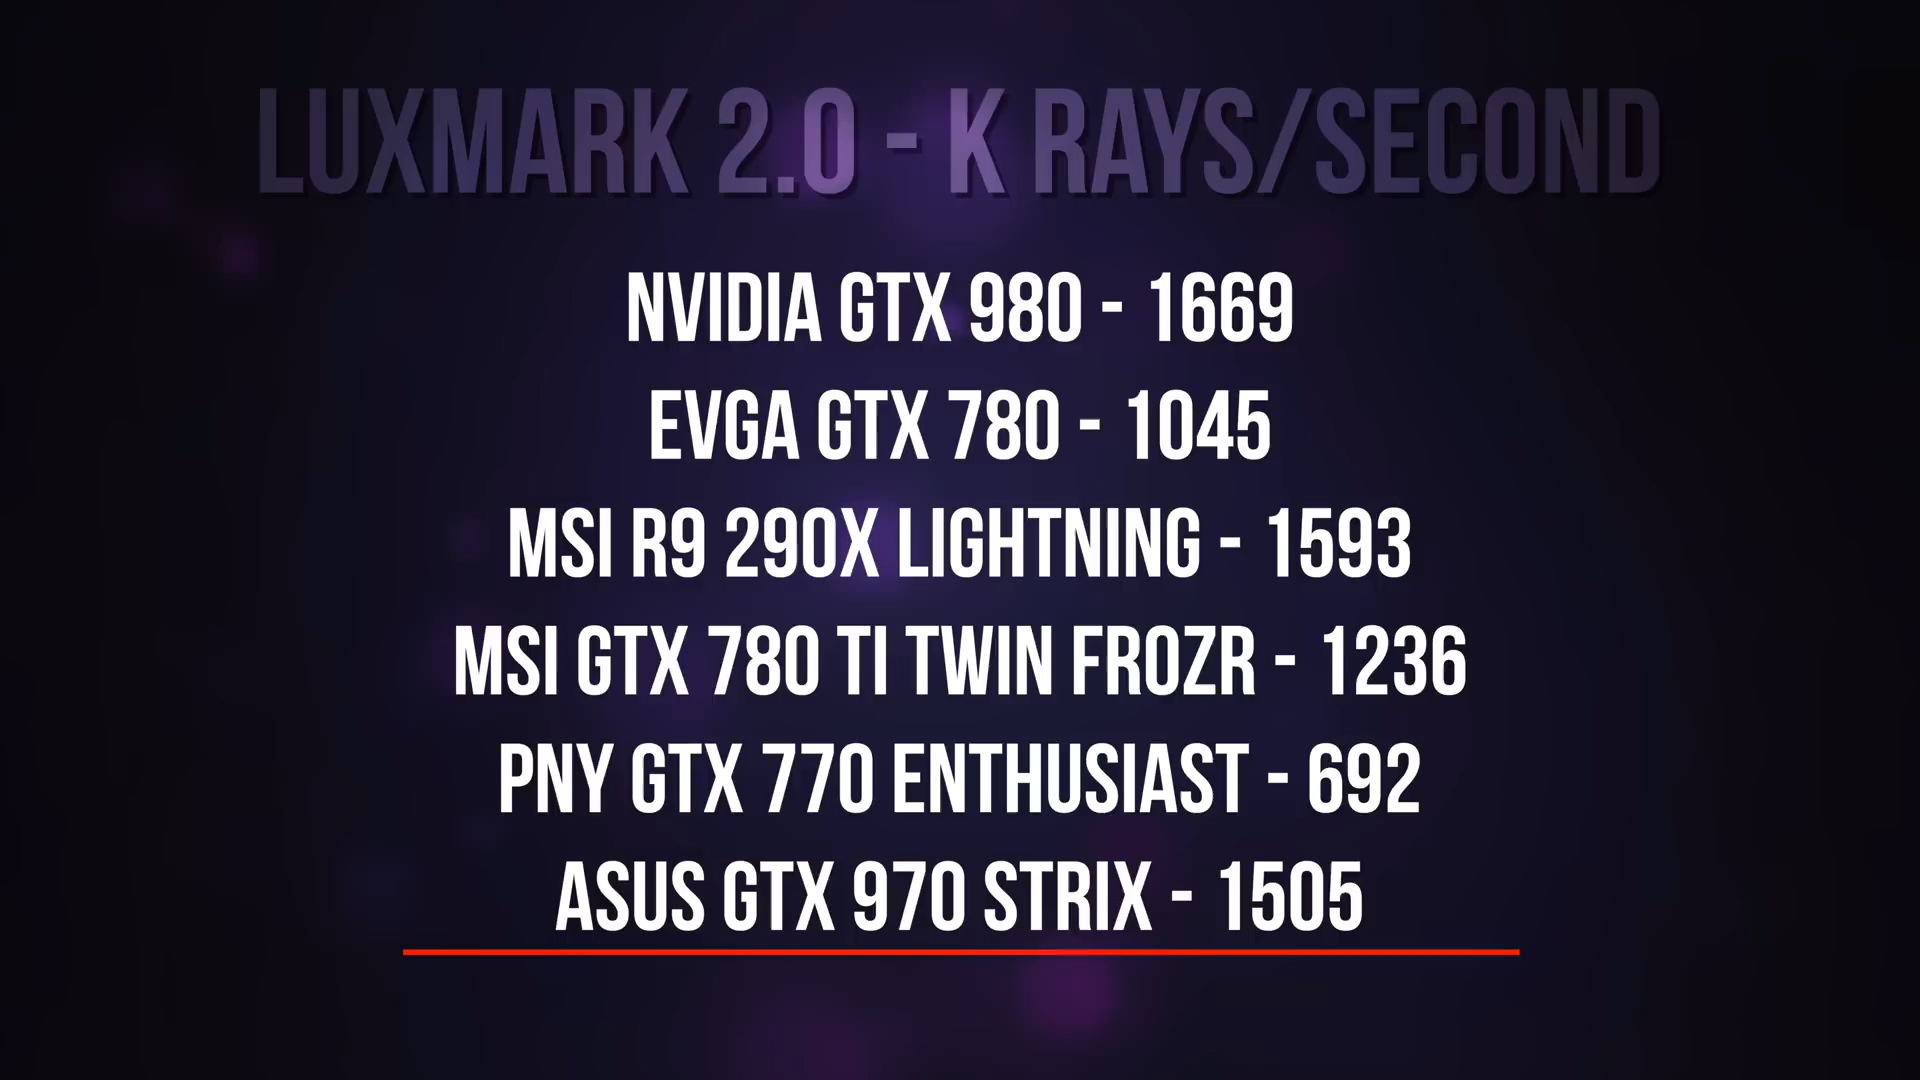 LUXMARK 2.0 - K RAYS/SECOND
NVIDIA GTX 980 - 1669
EVGA GTX 780 - 1045
MSI R9 290X LIGHTNING - 1593
MSI GTX 780 TI TWIN FROZR - 1236
PNY GTX 770 ENTHUSIAST - 692
ASUS GTX 970 STRIX - 1505